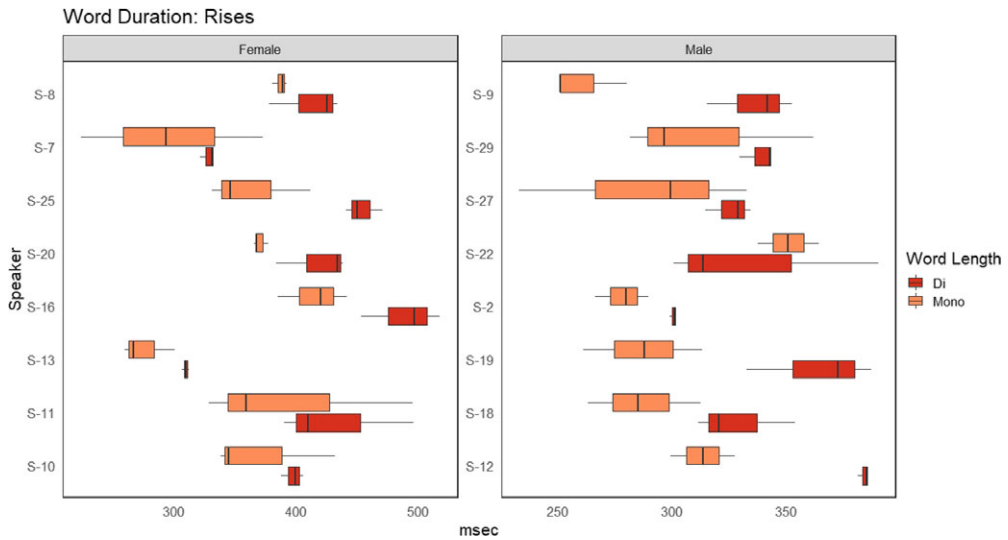 Word Duration: Rises
Female
Male
S-8
S-7
S-25
S-20
S-16
S-13
S-11
S-10
S-9
S-29
S-27
S-22
S-2
S-19
S-18
S-12
Speaker
300 400 500
250 300 350
msec
Word Length
Di
Mono